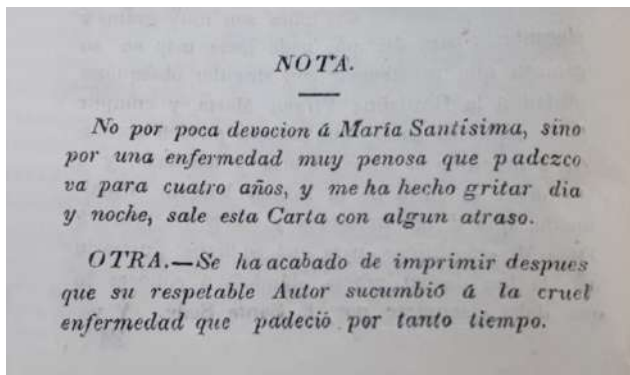 NOTA.
No por poca devocion á María Santísima, sino
por una enfermedad muy penosa que padezco
va para cuatro años, y me ha hecho gritar dia
y noche, sale esta Carta con algun atraso.
OTRA.—Se ha acabado de imprimir despues
que su respetable Autor sucumbió á la cruel
enfermedad que padeció por tanto tiempo.